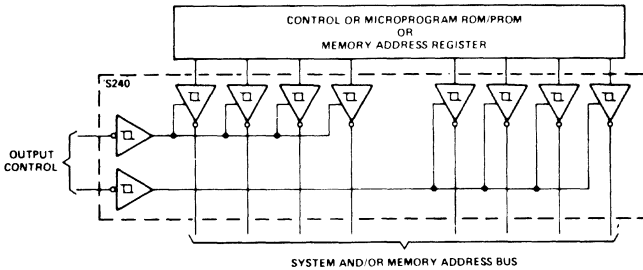 CONTROL OR MICROPROGRAM ROM/PROM
OR
MEMORY ADDRESS REGISTER
'S240
OUTPUT
CONTROL
SYSTEM AND/OR MEMORY ADDRESS BUS